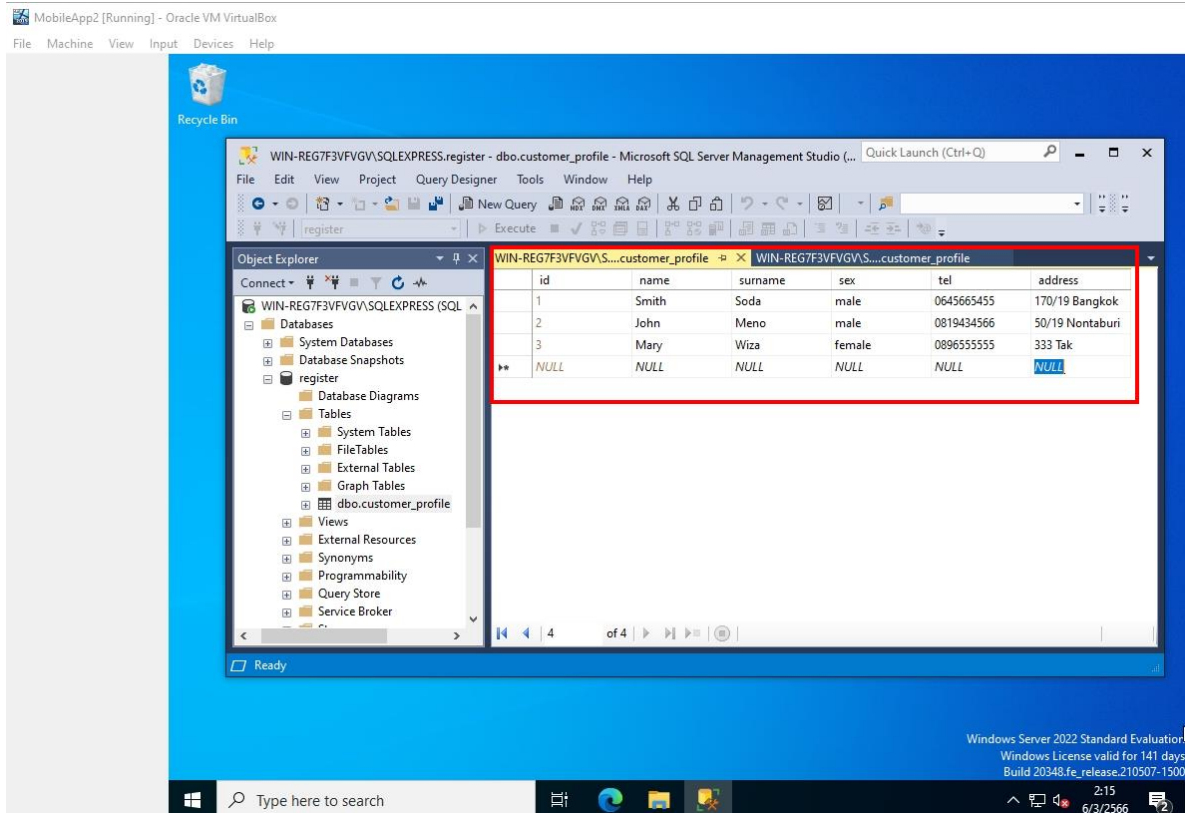 MobileApp2 [Running] - Oracle VM VirtualBox
File Machine View Input Devices Help
Recycle Bin
WIN-REG7F3VFVGV\SQLEXPRESS.register - dbo.customer_profile - Microsoft SQL Server Management Studio (... Quick Launch (Ctrl+Q)
File Edit View Project Query Designer Tools Window Help
New Query MDX DMX XMLA DAX
register Execute
Object Explorer
Connect
WIN-REG7F3VFVGV\SQLEXPRESS (SQL
Databases
System Databases
Database Snapshots
register
Database Diagrams
Tables
System Tables
FileTables
External Tables
Graph Tables
dbo.customer_profile
Views
External Resources
Synonyms
Programmability
Query Store
Service Broker
WIN-REG7F3VFVGV\S....customer_profile WIN-REG7F3VFVGV\S....customer_profile
id name surname sex tel address
1 Smith Soda male 0645665455 170/19 Bangkok
2 John Meno male 0819434566 50/19 Nontaburi
3 Mary Wiza female 0896555555 333 Tak
NULL NULL NULL NULL NULL NULL
4 of 4
Ready
Windows Server 2022 Standard Evaluation
Windows License valid for 141 days
Build 20348.fe_release.210507-1500
Type here to search
2:15
6/3/2566
2